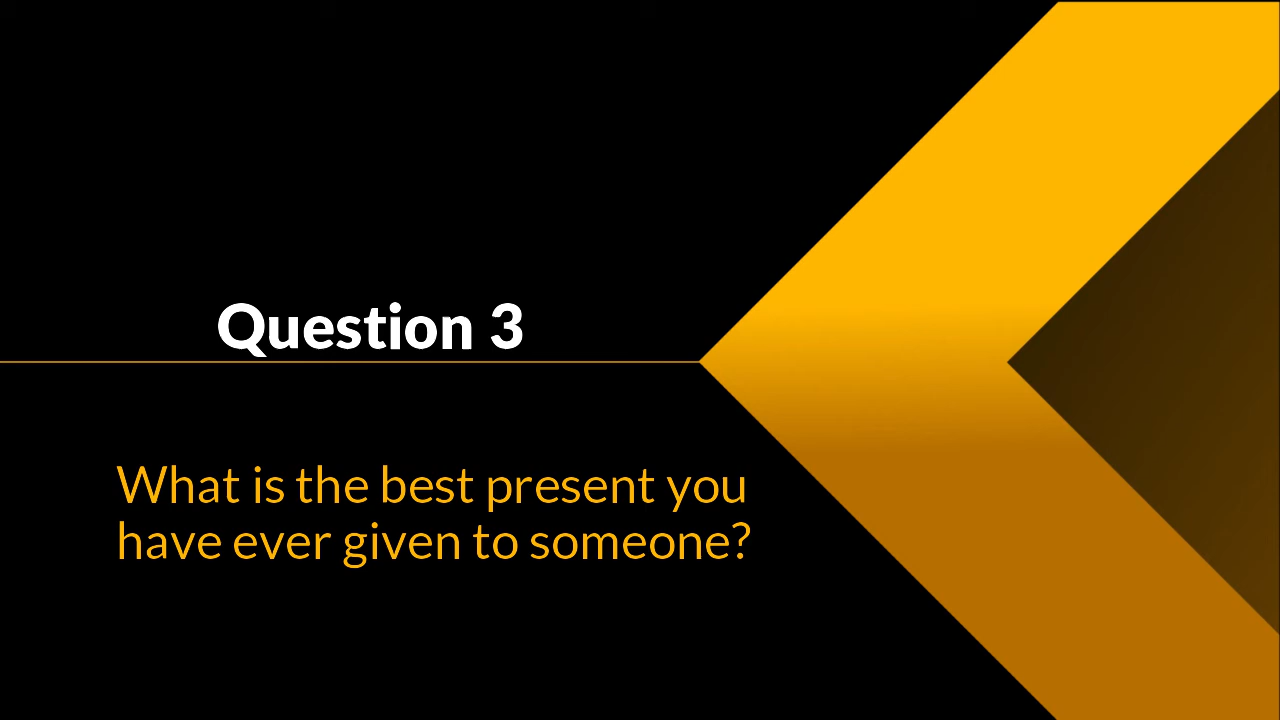 Question 3
What is the best present you
have ever given to someone?